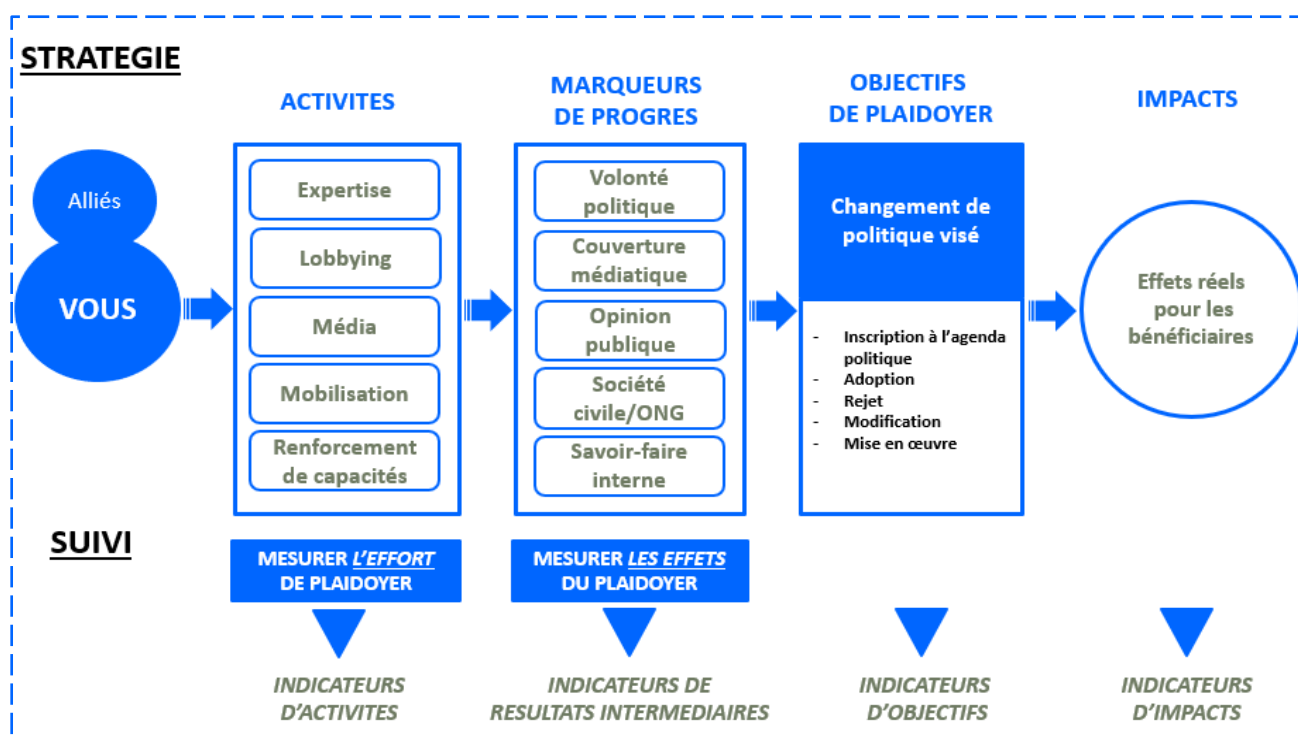 STRATEGIE
ACTIVITES
MARQUEURS
DE PROGRES
OBJECTIFS
DE PLAIDOYER
IMPACTS
Alliés
VOUS
Expertise
Lobbying
Média
Mobilisation
Renforcement
de capacités
Volonté
politique
Couverture
médiatique
Opinion
publique
Société
civile/ONG
Savoir-faire
interne
Changement de
politique visé
- Inscription à l'agenda
politique
- Adoption
- Rejet
- Modification
- Mise en œuvre
Effets réels
pour les
bénéficiaires
SUIVI
MESURER L'EFFORT
DE PLAIDOYER
MESURER LES EFFETS
DU PLAIDOYER
INDICATEURS
D'ACTIVITES
INDICATEURS DE
RESULTATS INTERMEDIAIRES
INDICATEURS
D'OBJECTIFS
INDICATEURS
D'IMPACTS